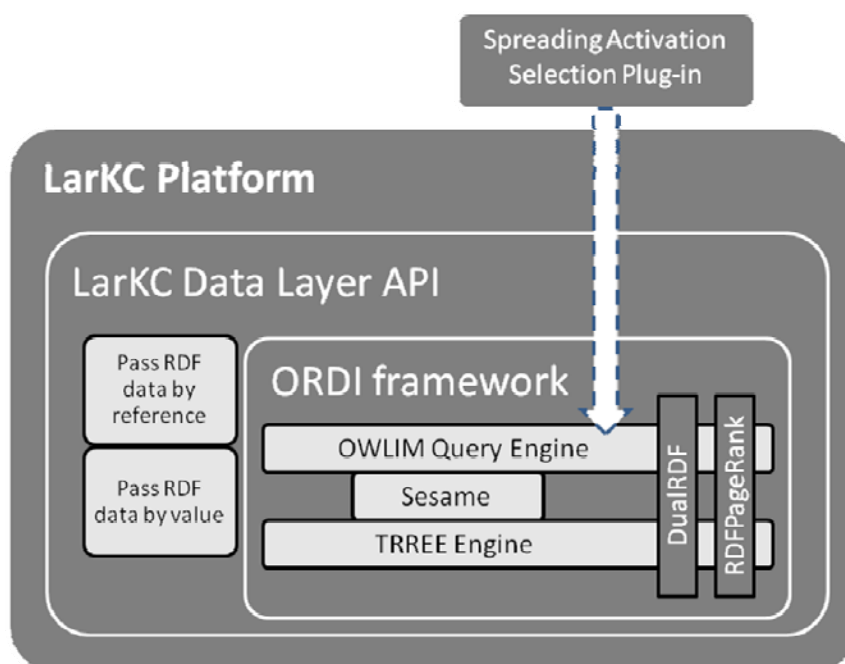 Spreading Activation
Selection Plug-in
LarKC Platform
LarKC Data Layer API
Pass RDF
data by
reference
Pass RDF
data by value
ORDI framework
OWLIM Query Engine
Sesame
TRREE Engine
DualRDF
RDFPageRank